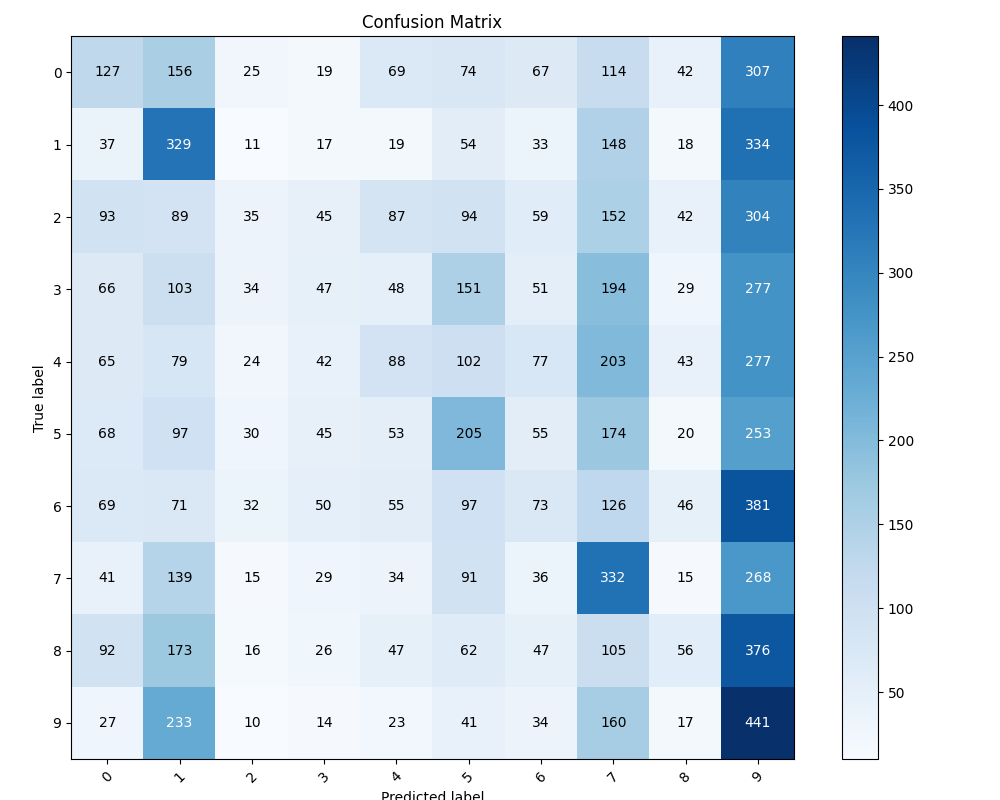 Confusion Matrix
0 127 156 25 19 69 74 67 114 42 307
1 37 329 11 17 19 54 33 148 18 334
2 93 89 35 45 87 94 59 152 42 304
3 66 103 34 47 48 151 51 194 29 277
4 65 79 24 42 88 102 77 203 43 277
5 68 97 30 45 53 205 55 174 20 253
6 69 71 32 50 55 97 73 126 46 381
7 41 139 15 29 34 91 36 332 15 268
8 92 173 16 26 47 62 47 105 56 376
9 27 233 10 14 23 41 34 160 17 441
True label
0 1 2 3 4 5 6 7 8 9
Predicted label
400
350
300
250
200
150
100
50